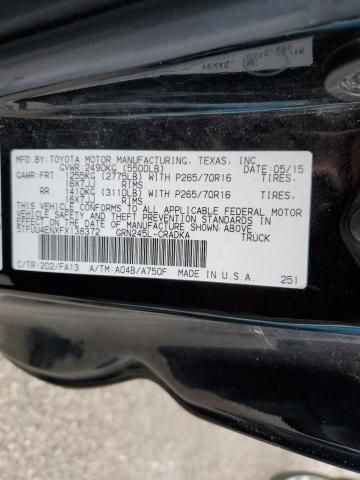 MFD.BY:TOYOTA MOTOR MANUFACTURING, TEXAS, INC.
GVWR:2490KG (5500LB) DATE:05/15
GAWR:FRT. 1255KG (2775LB) WITH P265/70R16 TIRES,
16X7JJ RIMS
RR. 1410KG (3110LB) WITH P265/70R16 TIRES,
16X7JJ RIMS
THIS VEHICLE CONFORMS TO ALL APPLICABLE FEDERAL MOTOR
VEHICLE SAFETY AND THEFT PREVENTION STANDARDS IN
EFFECT ON THE DATE OF MANUFACTURE SHOWN ABOVE.
5TFUU4ENXFX138372 GRN245L-CRADKA TRUCK
C/TR:202/FA13 A/TM:A04B/A750F MADE IN U.S.A. 251